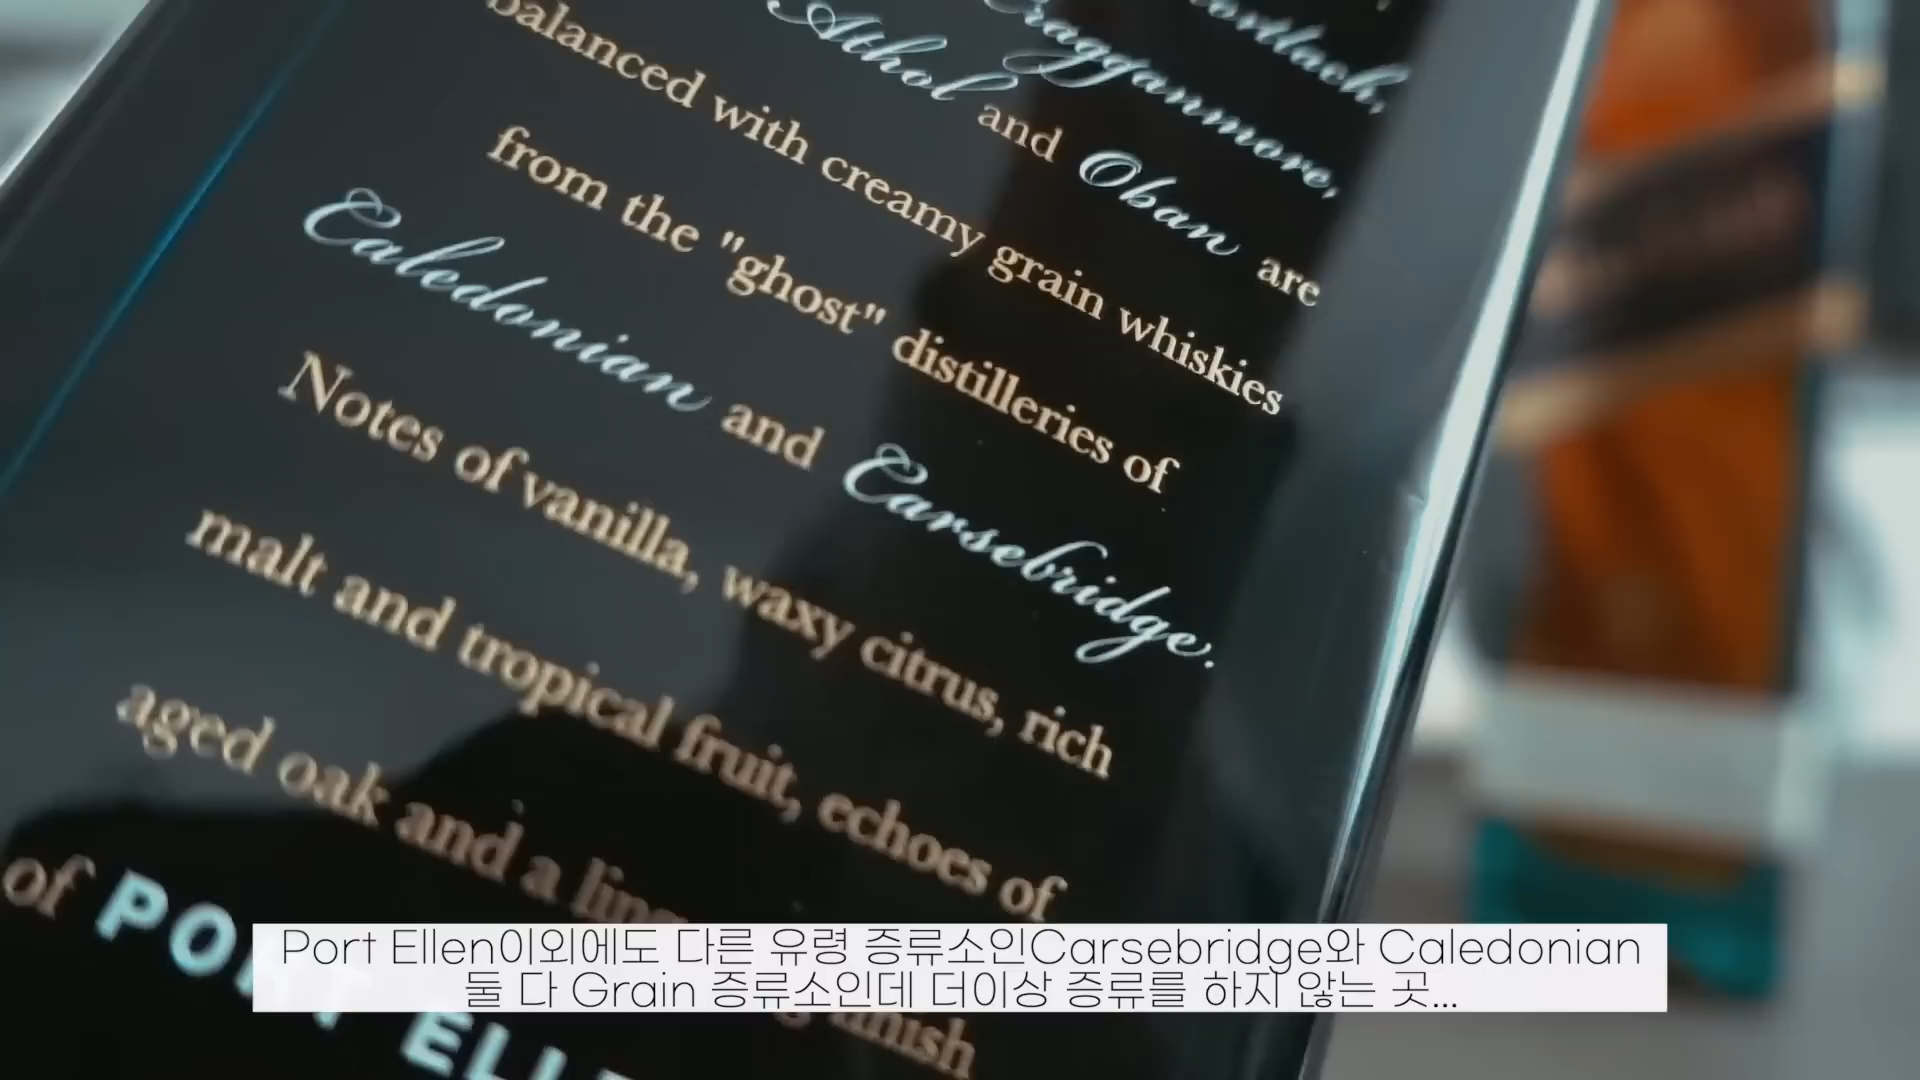 Cragganmore,
Athol and Oban are
balanced with creamy grain whiskies
from the "ghost" distilleries of
Caledonian and Carsebridge.
Notes of vanilla, waxy citrus, rich
malt and tropical fruit, echoes of
aged oak and a
of PORT
Port Ellen이외에도 다른 유령 증류소인Carsebridge와 Caledonian
둘 다 Grain 증류소인데 더이상 증류를 하지 않는 곳...